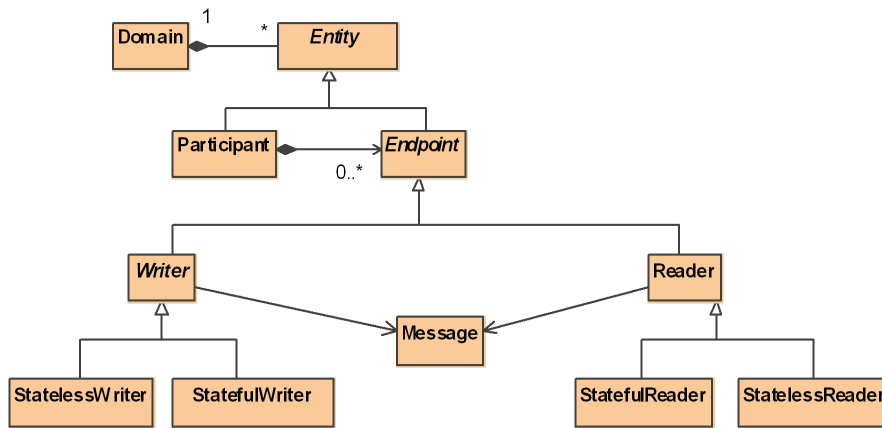 1
Domain
*
Entity
Participant
Endpoint
0..*
Writer
Reader
Message
StatelessWriter
StatefulWriter
StatefulReader
StatelessReader